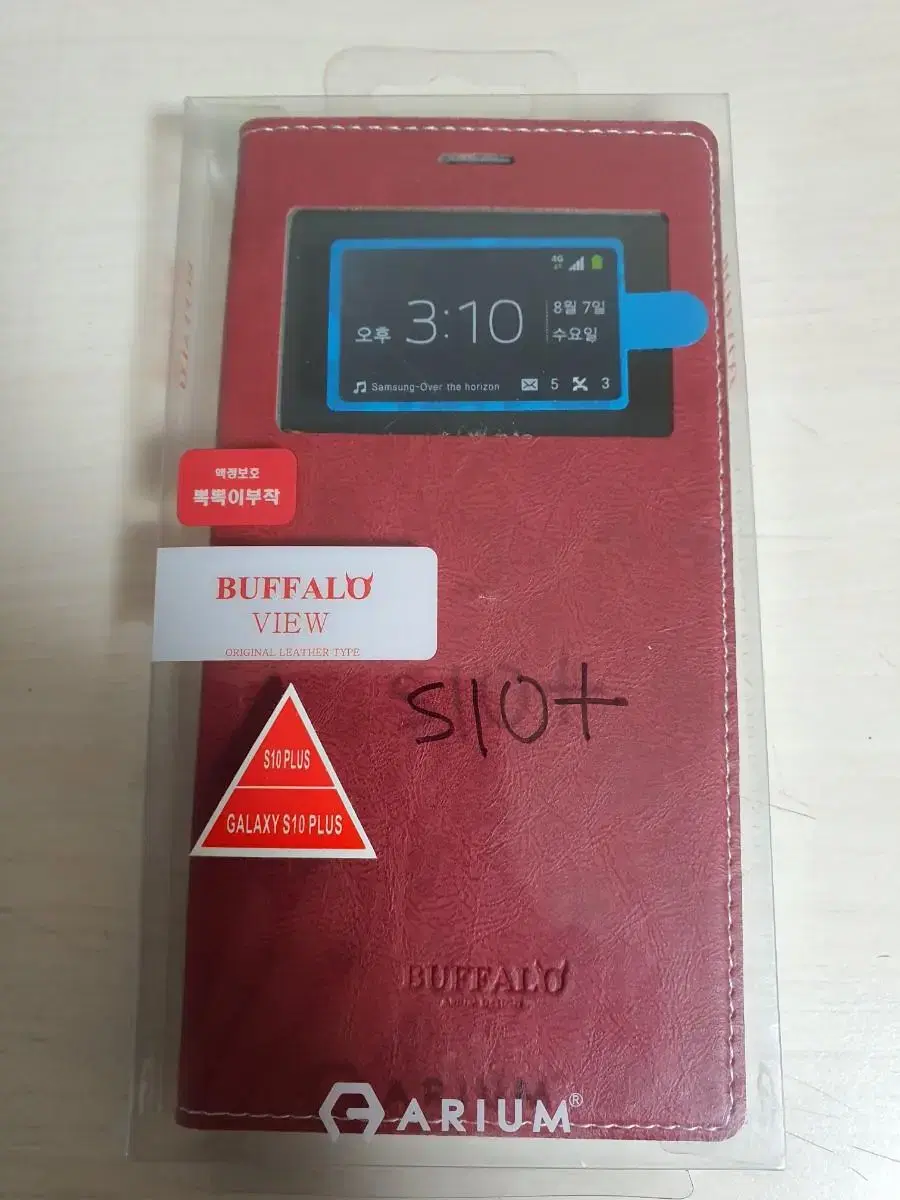 4G
오후 3:10
8월 7일
수요일
Samsung-Over the horizon 5 3
액정보호
뽁뽁이부착
BUFFALO
VIEW
ORIGINAL LEATHER TYPE
S10+
S10 PLUS
GALAXY S10 PLUS
BUFFALO
ARIUM®